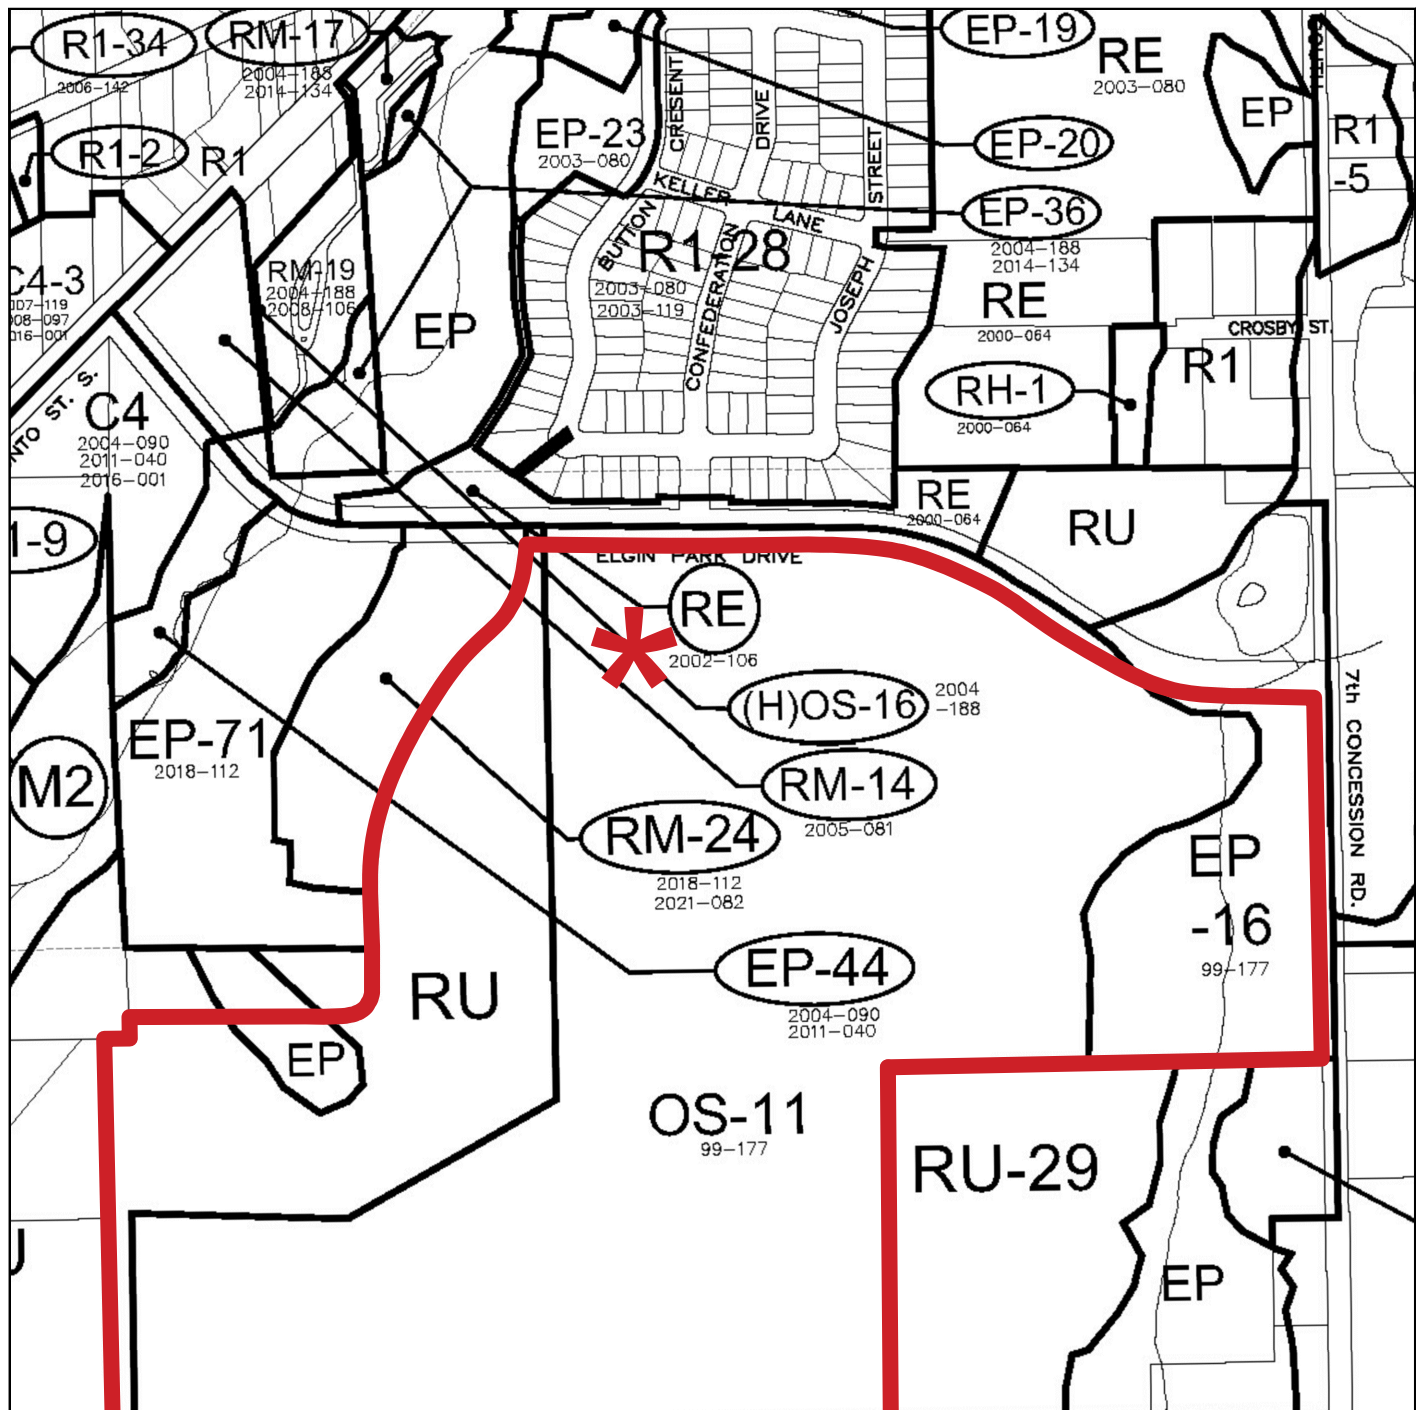 R1-34
2006-142
RM-17
2004-188
2014-134
EP-19
RE
2003-080
EP
R1
-5
R1-2
R1
EP-23
2003-080
CRESENT
DRIVE
STREET
EP-20
KELLER
LANE
EP-36
2004-188
2014-134
BUTTON
R1 28
2003-080
2003-119
CONFEDERATION
JOSEPH
C4-3
RM-19
2004-188
2008-106
EP
RE
2000-064
CROSBY ST.
R1
RH-1
2000-064
C4
2004-090
2011-040
2016-001
RE
2000-064
RU
ELGIN PARK DRIVE
RE
2002-106
(H)OS-16
2004
-188
7th CONCESSION RD.
EP-71
2018-112
M2
RM-14
2005-081
RM-24
2018-112
2021-082
EP
-16
99-177
EP-44
2004-090
2011-040
RU
EP
OS-11
99-177
RU-29
EP